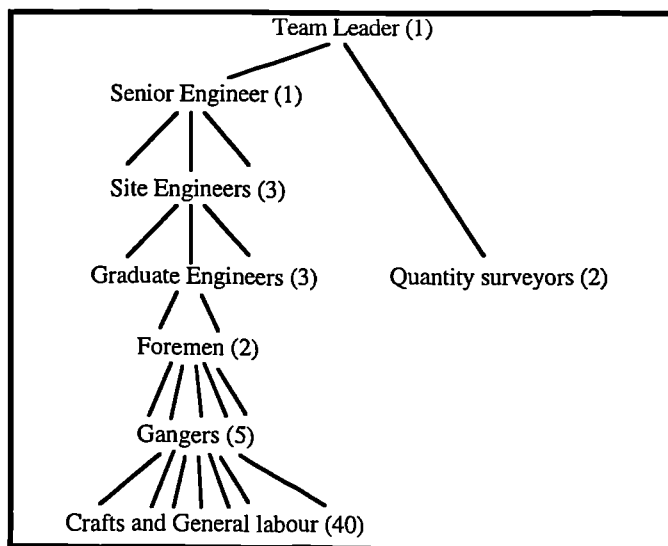 Team Leader (1)
Senior Engineer (1)
Site Engineers (3)
Graduate Engineers (3)
Quantity surveyors (2)
Foremen (2)
Gangers (5)
Crafts and General labour (40)